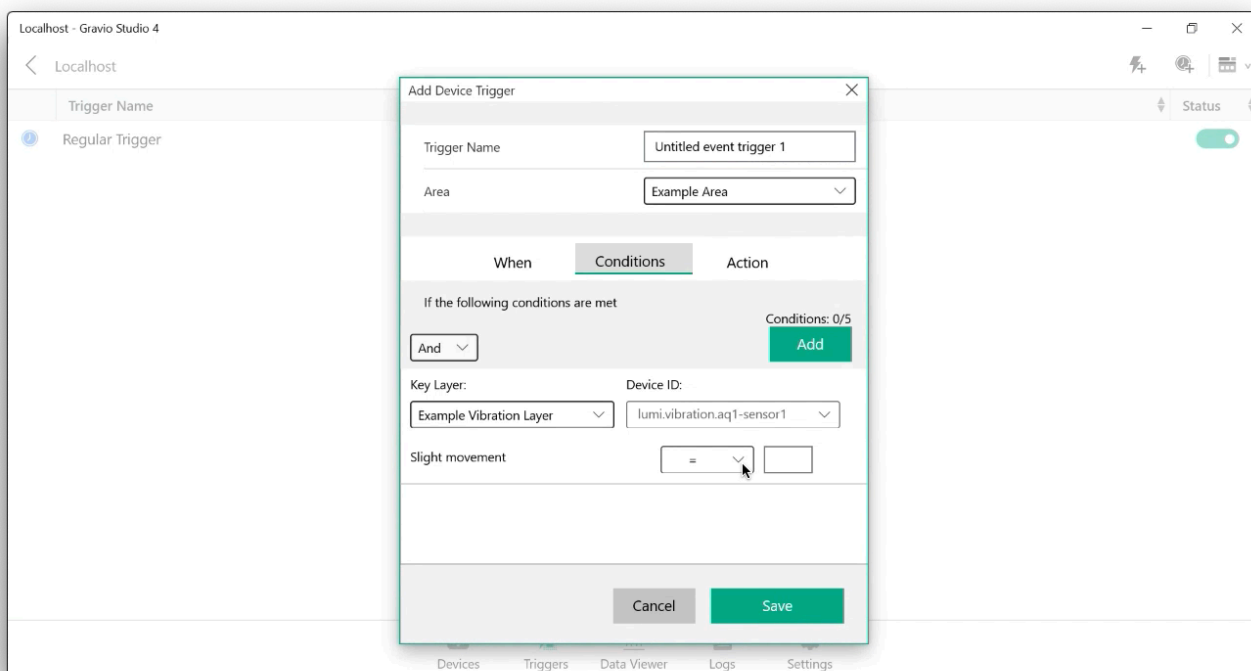 Localhost - Gravio Studio 4
Localhost
Trigger Name
Status
Regular Trigger
Add Device Trigger
Trigger Name
Untitled event trigger 1
Area
Example Area
When
Conditions
Action
If the following conditions are met
Conditions: 0/5
And
Add
Key Layer:
Device ID:
Example Vibration Layer
lumi.vibration.aq1-sensor1
Slight movement
=
Cancel
Save
Devices
Triggers
Data Viewer
Logs
Settings